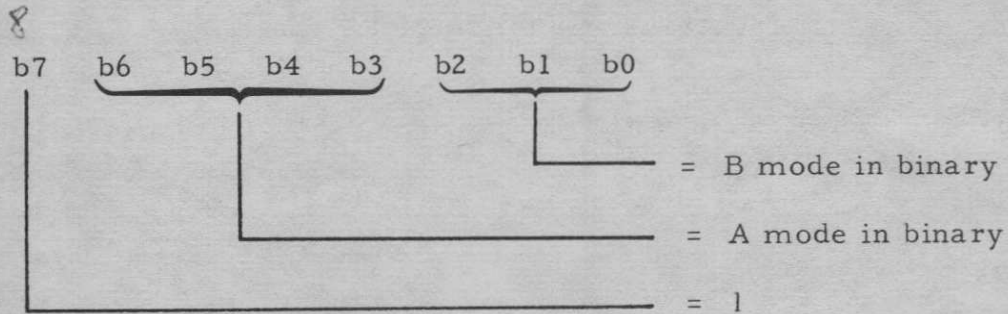 8
b7 b6 b5 b4 b3 b2 b1 b0
= B mode in binary
= A mode in binary
= 1